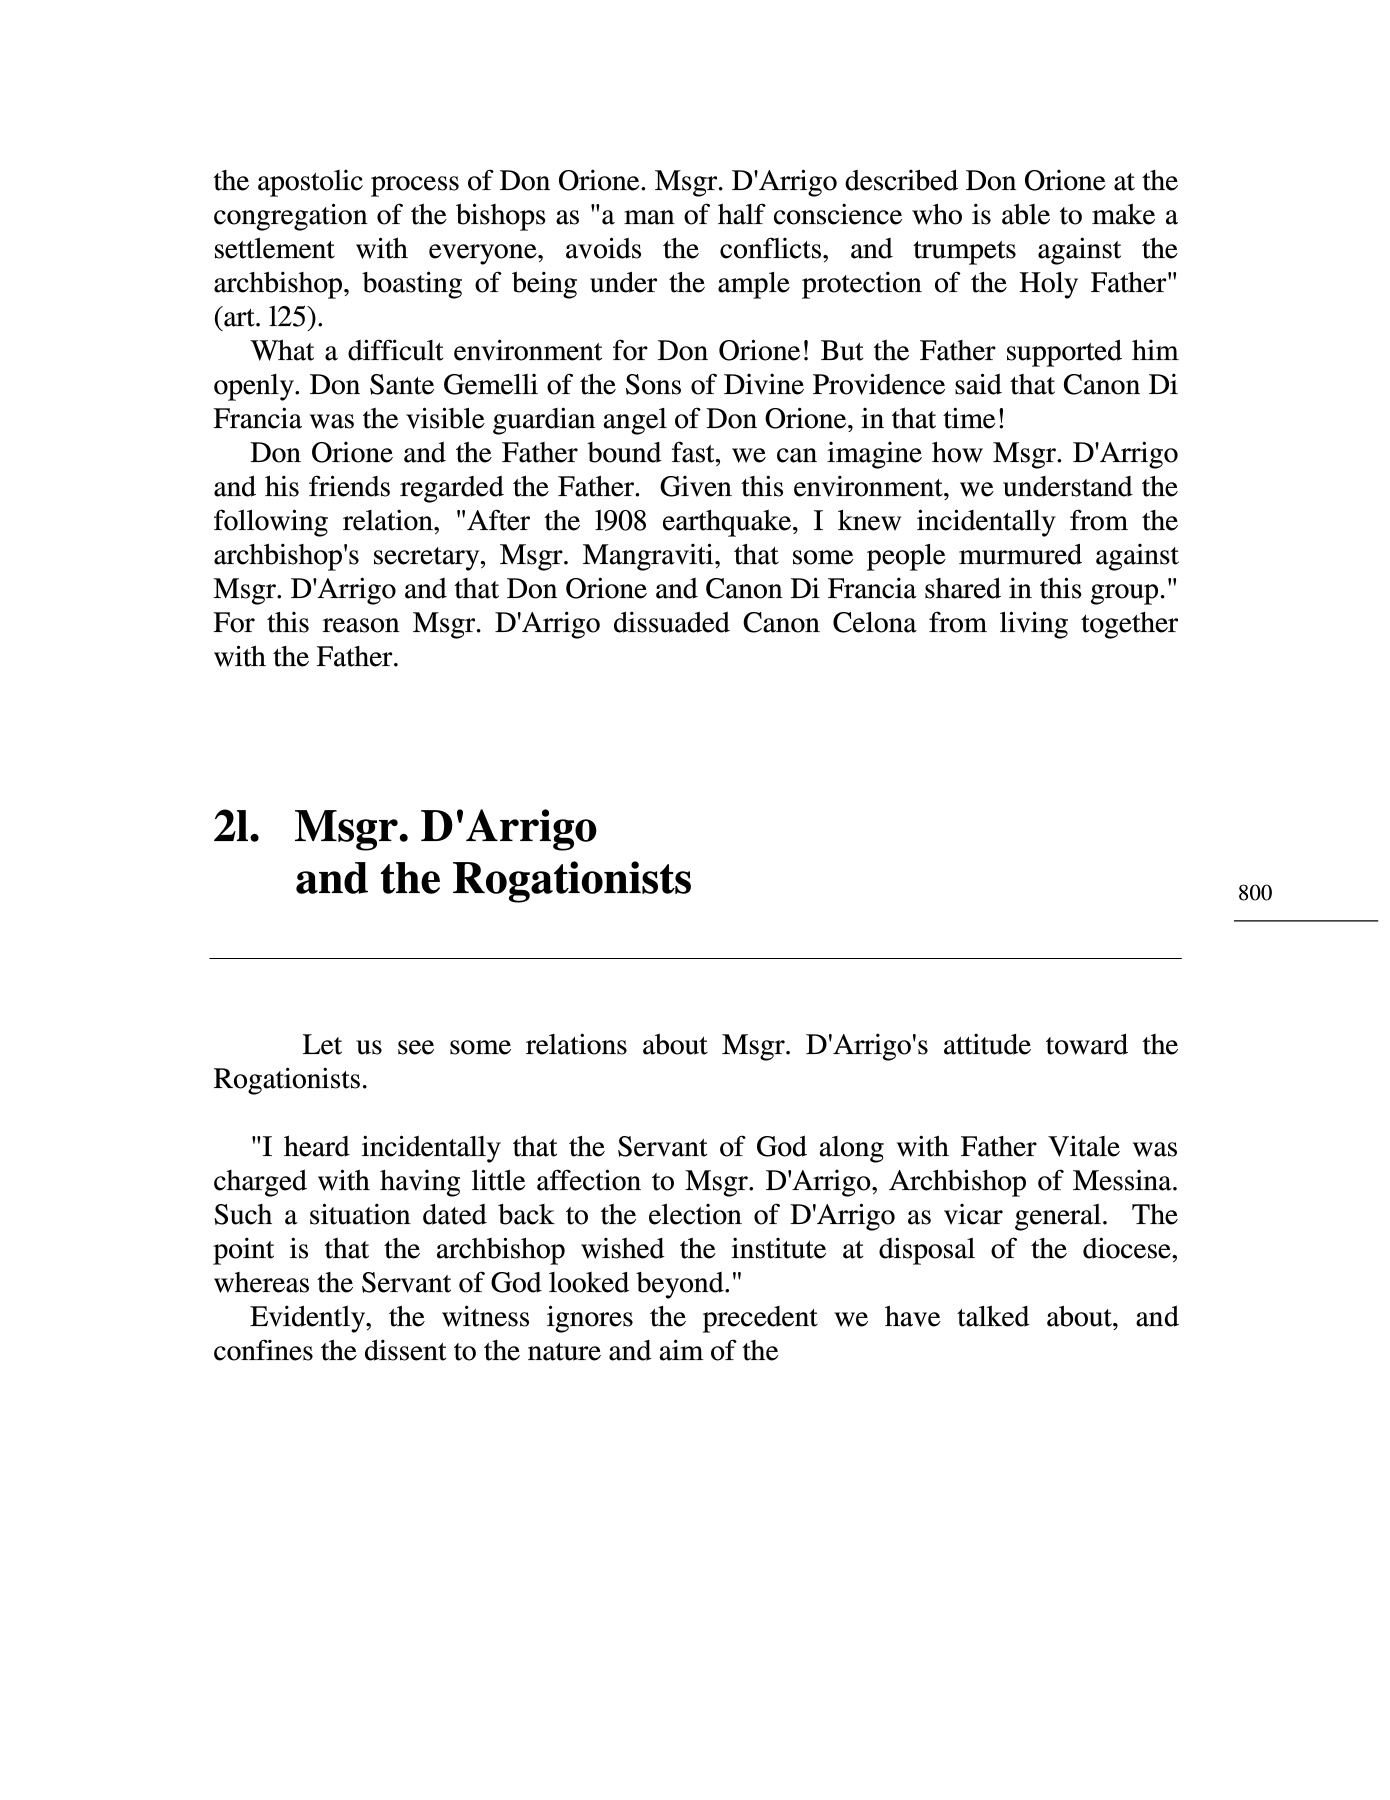 the apostolic process of Don Orione. Msgr. D'Arrigo described Don Orione at the
congregation of the bishops as "a man of half conscience who is able to make a
settlement with everyone, avoids the conflicts, and trumpets against the
archbishop, boasting of being under the ample protection of the Holy Father"
(art. l25).
What a difficult environment for Don Orione! But the Father supported him
openly. Don Sante Gemelli of the Sons of Divine Providence said that Canon Di
Francia was the visible guardian angel of Don Orione, in that time!
Don Orione and the Father bound fast, we can imagine how Msgr. D'Arrigo
and his friends regarded the Father.  Given this environment, we understand the
following relation, "After the l908 earthquake, I knew incidentally from the
archbishop's secretary, Msgr. Mangraviti, that some people murmured against
Msgr. D'Arrigo and that Don Orione and Canon Di Francia shared in this group."
For this reason Msgr. D'Arrigo dissuaded Canon Celona from living together
with the Father.
2l. Msgr. D'Arrigo
and the Rogationists
800
Let us see some relations about Msgr. D'Arrigo's attitude toward the
Rogationists.
"I heard incidentally that the Servant of God along with Father Vitale was
charged with having little affection to Msgr. D'Arrigo, Archbishop of Messina.
Such a situation dated back to the election of D'Arrigo as vicar general.  The
point is that the archbishop wished the institute at disposal of the diocese,
whereas the Servant of God looked beyond."
Evidently, the witness ignores the precedent we have talked about, and
confines the dissent to the nature and aim of the